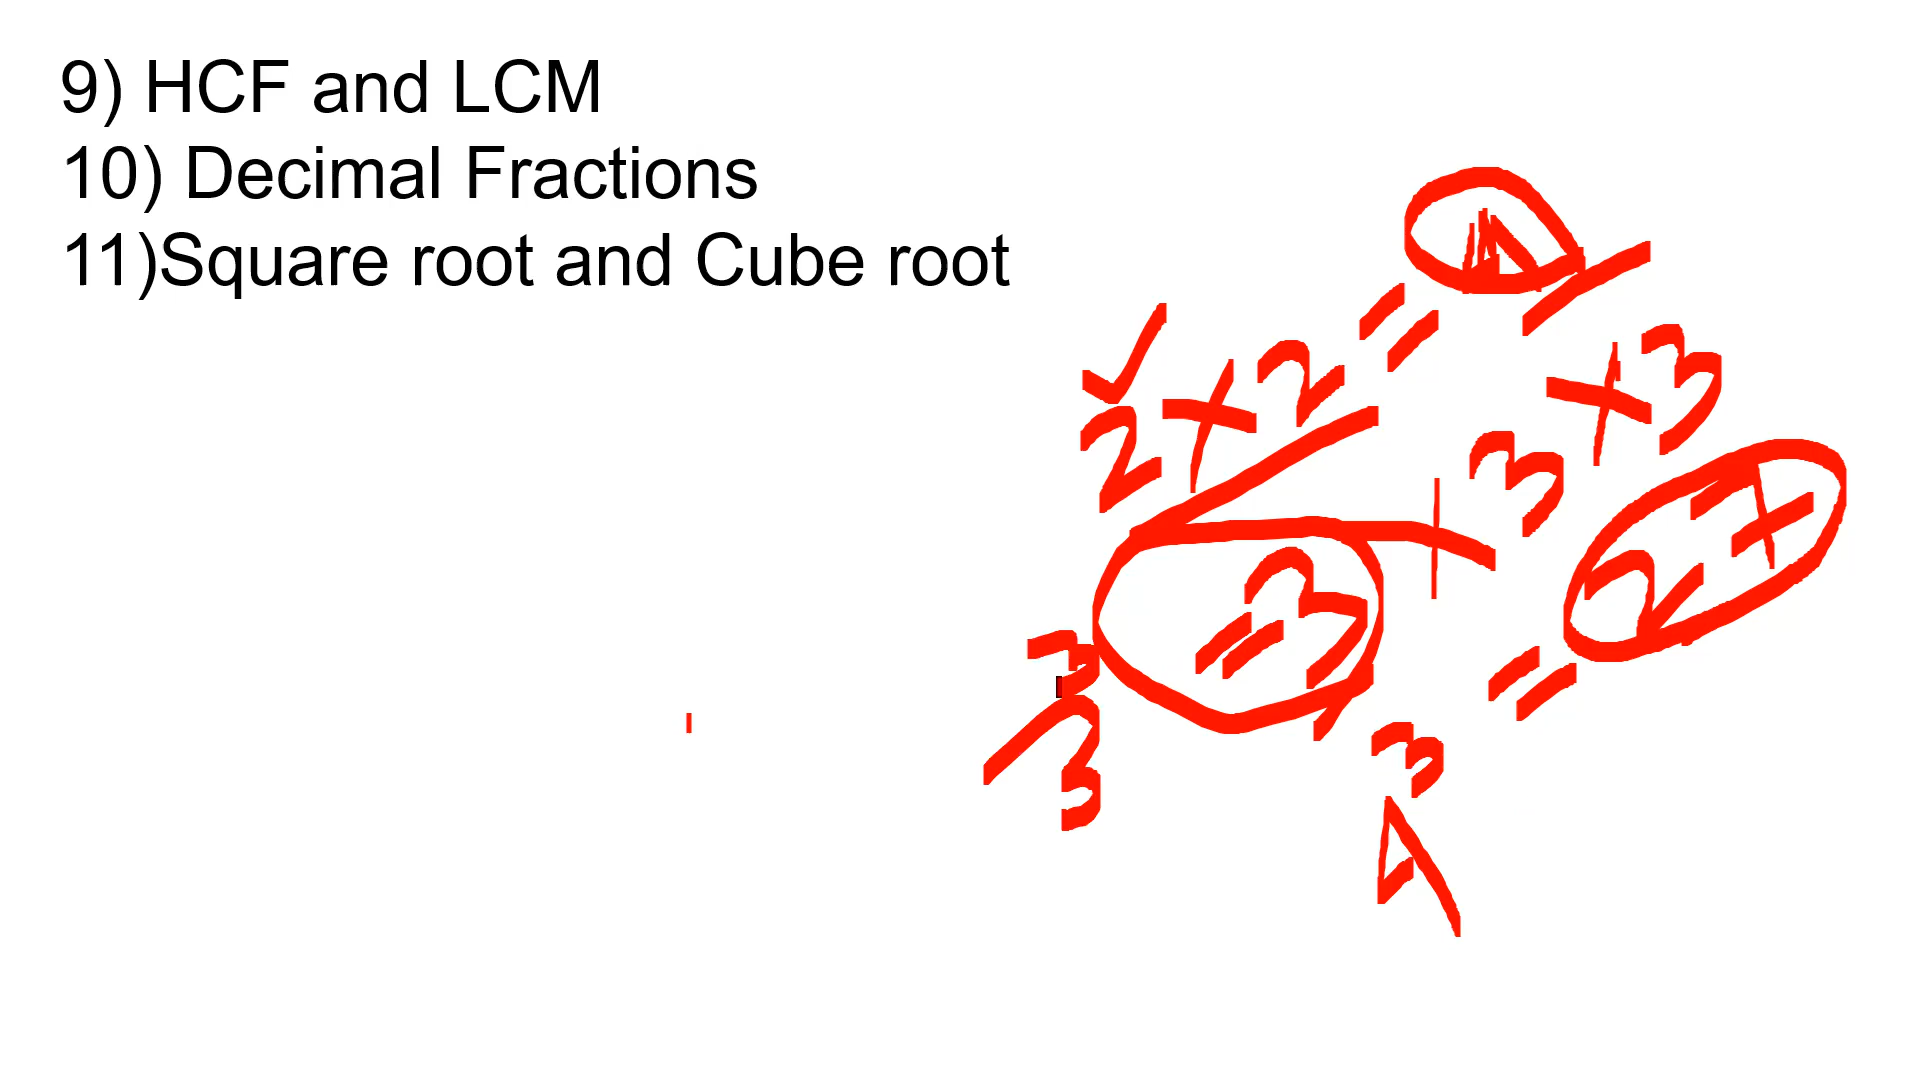 9) HCF and LCM
10) Decimal Fractions
11)Square root and Cube root
2 x 2 = 4
= 3 x 3 x 3
= 27
3